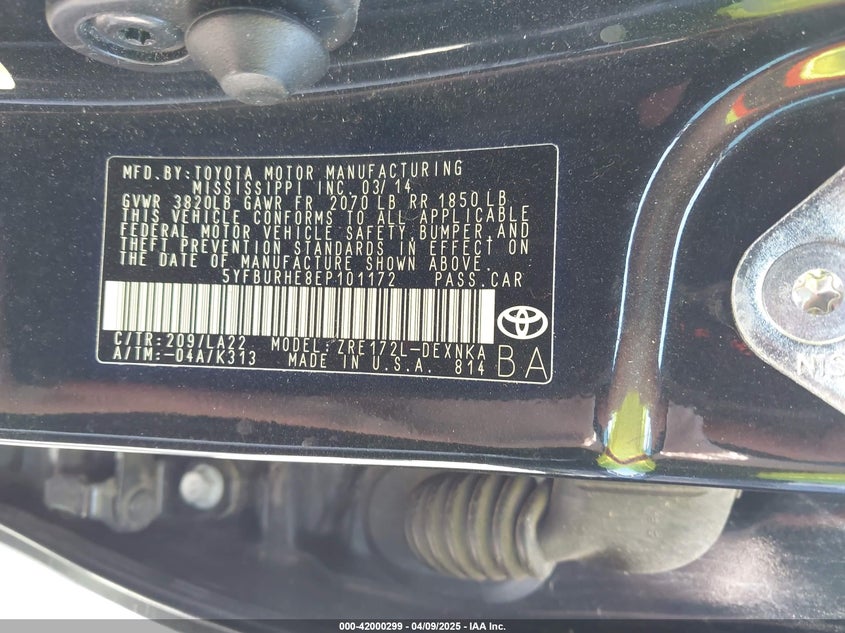 MFD. BY: TOYOTA MOTOR MANUFACTURING
MISSISSIPPI INC. 03/14
GVWR 3820LB GAWR FR 2070 LB RR 1850 LB
THIS VEHICLE CONFORMS TO ALL APPLICABLE
FEDERAL MOTOR VEHICLE SAFETY, BUMPER, AND
THEFT PREVENTION STANDARDS IN EFFECT ON
THE DATE OF MANUFACTURE SHOWN ABOVE.
5YFBURHE8EP101172 PASS. CAR
C/TR: 209/LA22 MODEL: ZRE172L-DEXNKA
A/TM: -04A/K313 MADE IN U.S.A. 814 BA
000-42000299 - 04/09/2025 - IAA Inc.